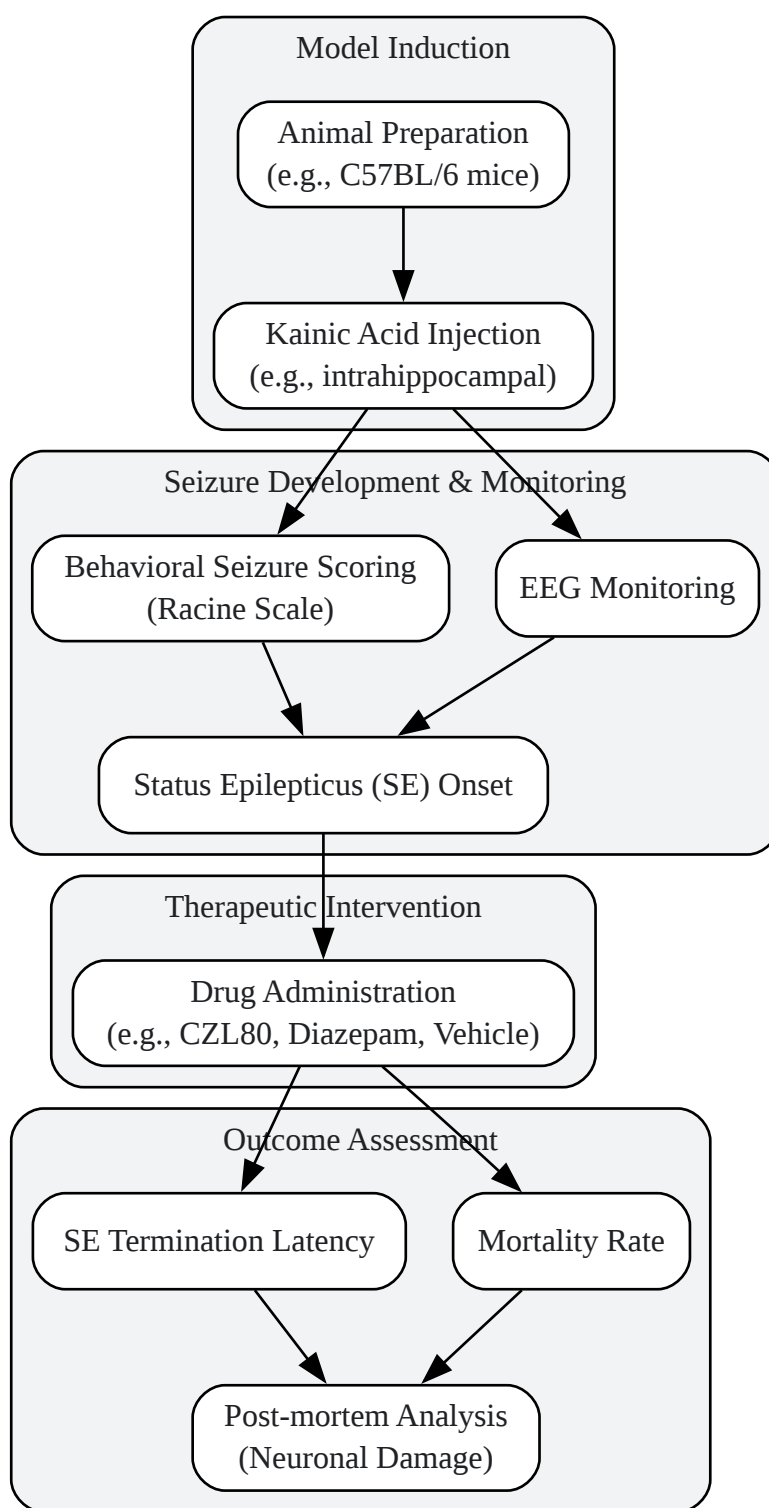 Model Induction
Animal Preparation
(e.g., C57BL/6 mice)
Kainic Acid Injection
(e.g., intrahippocampal)
Seizure Development & Monitoring
Behavioral Seizure Scoring
(Racine Scale)
EEG Monitoring
Status Epilepticus (SE) Onset
Therapeutic Intervention
Drug Administration
(e.g., CZL80, Diazepam, Vehicle)
Outcome Assessment
SE Termination Latency
Mortality Rate
Post-mortem Analysis
(Neuronal Damage)